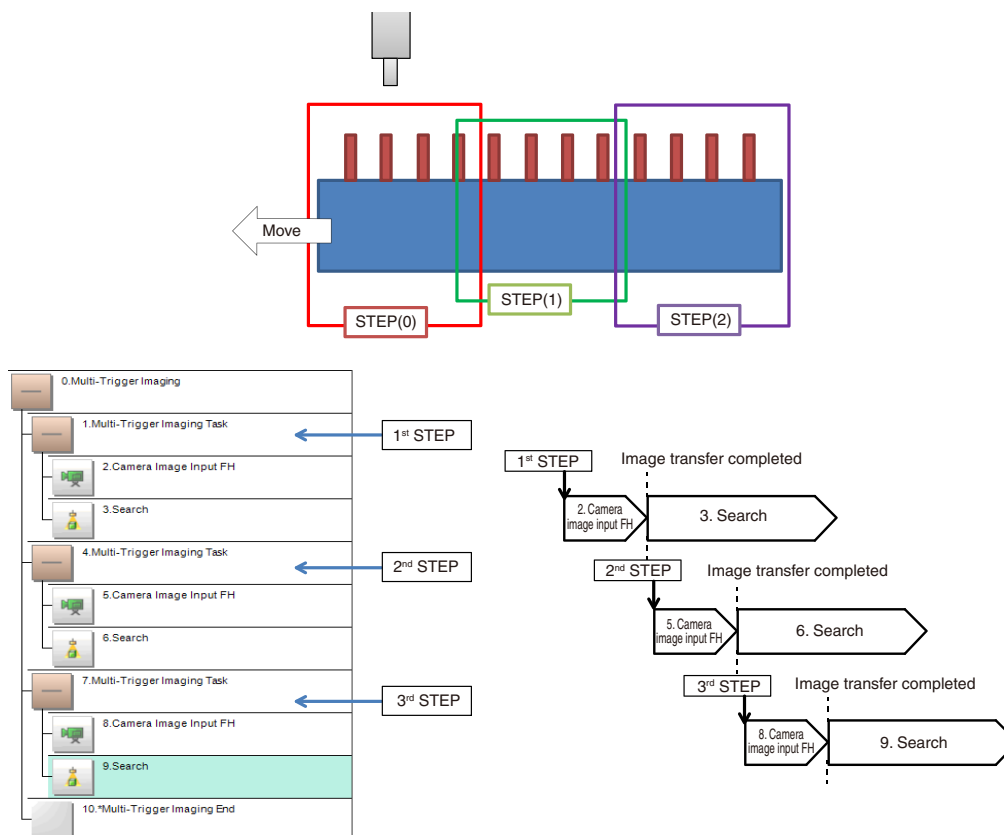 Move
STEP(0)
STEP(1)
STEP(2)
0.Multi-Trigger Imaging
1.Multi-Trigger Imaging Task
2.Camera Image Input FH
3.Search
4.Multi-Trigger Imaging Task
5.Camera Image Input FH
6.Search
7.Multi-Trigger Imaging Task
8.Camera Image Input FH
9.Search
10.*Multi-Trigger Imaging End
1st STEP
2nd STEP
3rd STEP
1st STEP
Image transfer completed
2. Camera
image input FH
3. Search
2nd STEP
Image transfer completed
5. Camera
image input FH
6. Search
3rd STEP
Image transfer completed
8. Camera
image input FH
9. Search